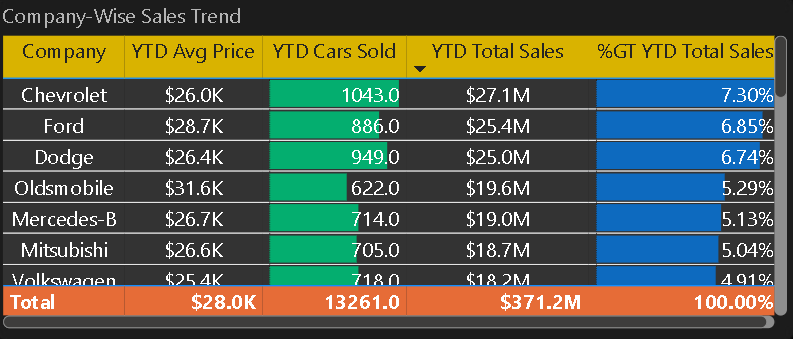 Company-Wise Sales Trend
Company YTD Avg Price YTD Cars Sold YTD Total Sales %GT YTD Total Sales
Chevrolet $26.0K 1043.0 $27.1M 7.30%
Ford $28.7K 886.0 $25.4M 6.85%
Dodge $26.4K 949.0 $25.0M 6.74%
Oldsmobile $31.6K 622.0 $19.6M 5.29%
Mercedes-B $26.7K 714.0 $19.0M 5.13%
Mitsubishi $26.6K 705.0 $18.7M 5.04%
Volkswagen $25.4K 718.0 $18.2M 4.91%
Total $28.0K 13261.0 $371.2M 100.00%